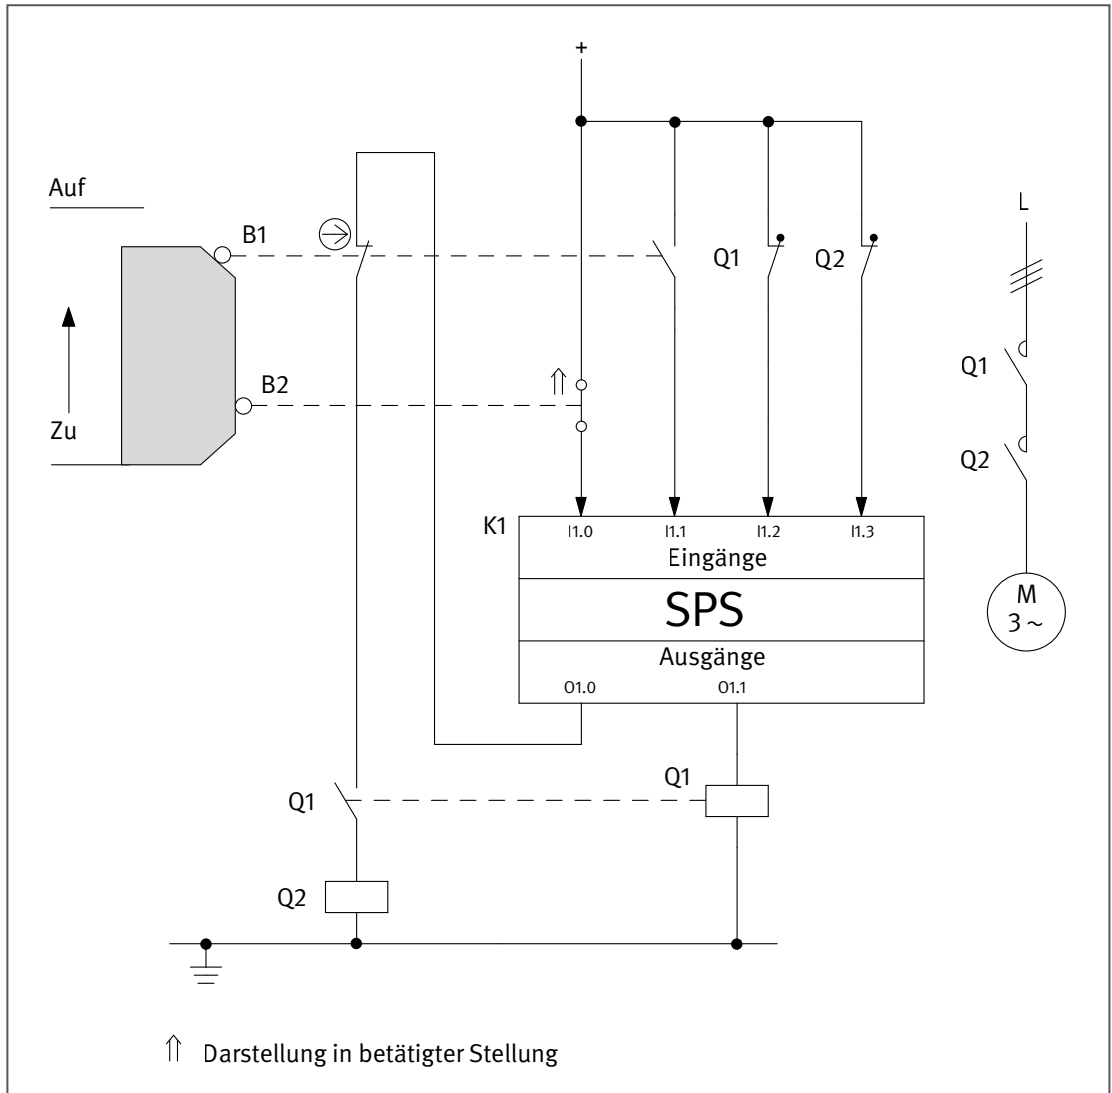 +
Auf
L
B1
Q1
Q2
Q1
B2
Zu
Q2
K1
I1.0
I1.1
I1.2
I1.3
Eingänge
SPS
M
3 ~
Ausgänge
O1.0
O1.1
Q1
Q1
Q2
⇑ Darstellung in betätigter Stellung